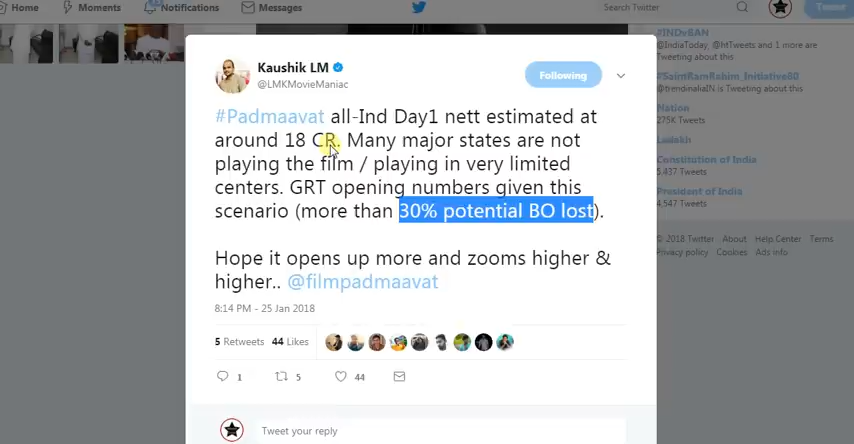 Home
Moments
Notifications
Messages
Search Twitter
Tweet
#INDvBAN
@IndiaToday, @htTweets and 1 more are
Tweeting about this
Kaushik LM
@LMKMovieManiac
Following
#SaintRamRahim_Initiative80
@trendinaliaIN is Tweeting about this
Nation
275K Tweets
Ladakh
Constitution of India
5,437 Tweets
President of India
4,547 Tweets
#Padmaavat all-Ind Day1 nett estimated at
around 18 CR. Many major states are not
playing the film / playing in very limited
centers. GRT opening numbers given this
scenario (more than 30% potential BO lost).
Hope it opens up more and zooms higher &
higher.. @filmpadmaavat
8:14 PM - 25 Jan 2018
© 2018 Twitter About Help Center Terms
Privacy policy Cookies Ads info
5 Retweets 44 Likes
1 5 44
Tweet your reply